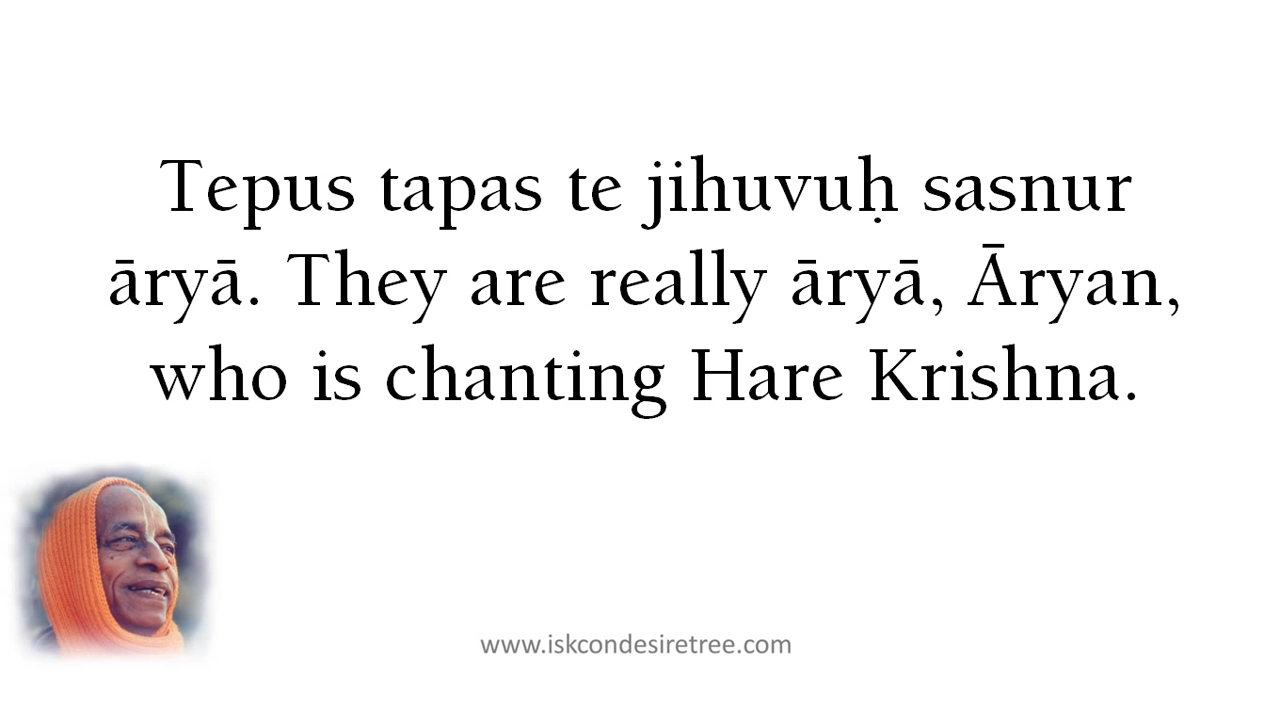 Tepus tapas te jihuvuḥ sasnur
āryā. They are really āryā, Āryan,
who is chanting Hare Krishna.
www.iskcondesiretree.com